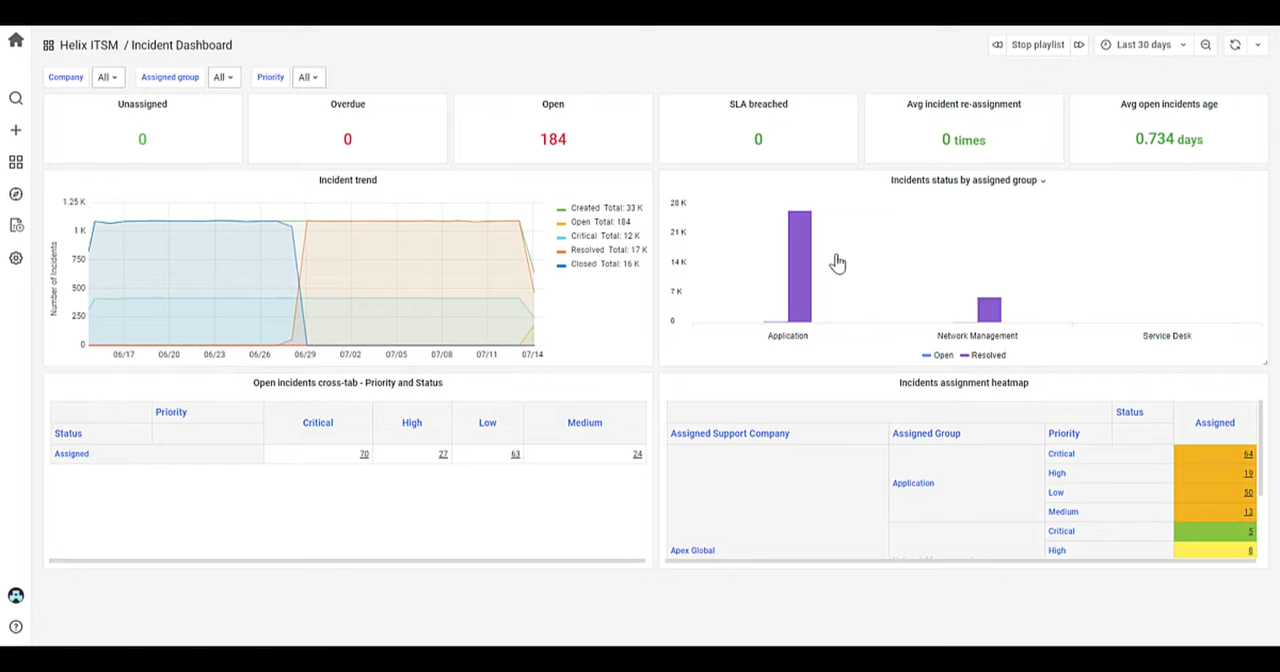 Helix ITSM / Incident Dashboard
Stop playlist
Last 30 days
Company All Assigned group All Priority All
Unassigned
0
Overdue
0
Open
184
SLA breached
0
Avg incident re-assignment
0 times
Avg open incidents age
0.734 days
Incident trend
Number of Incidents
1.25 K
1 K
750
500
250
0
06/17 06/20 06/23 06/26 06/29 07/02 07/05 07/08 07/11 07/14
Created Total: 33 K
Open Total: 184
Critical Total: 12 K
Resolved Total: 17 K
Closed Total: 16 K
Incidents status by assigned group
28 K
21 K
14 K
7 K
0
Application Network Management Service Desk
Open Resolved
Open incidents cross-tab - Priority and Status
Priority
Status
Critical High Low Medium
Assigned 70 27 63 24
Incidents assignment heatmap
Status
Assigned Support Company Assigned Group Priority Assigned
Critical 64
High 19
Application
Low 50
Medium 13
Critical 5
Apex Global High 8